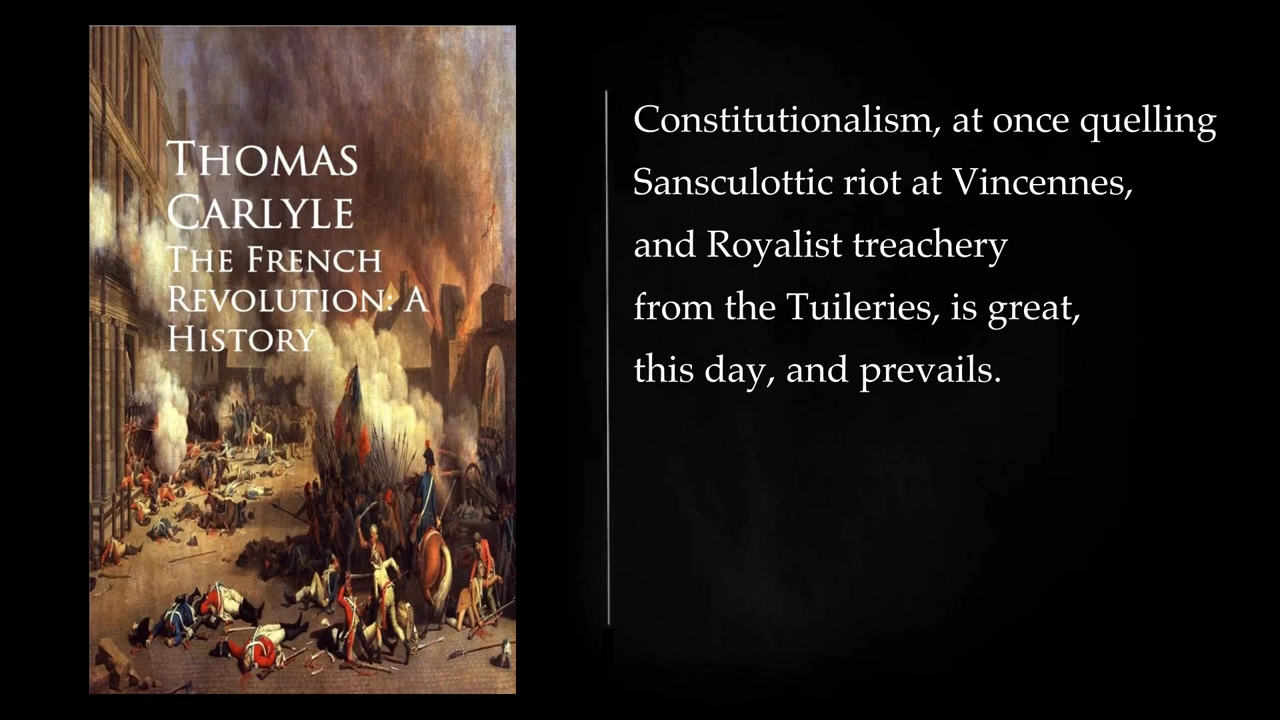 THOMAS
CARLYLE
THE FRENCH
REVOLUTION: A
HISTORY
Constitutionalism, at once quelling
Sansculottic riot at Vincennes,
and Royalist treachery
from the Tuileries, is great,
this day, and prevails.